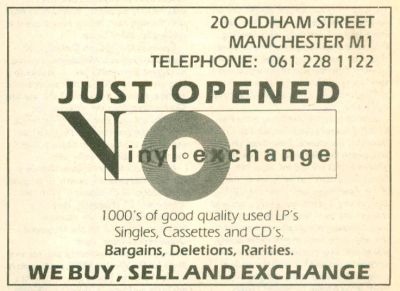 20 OLDHAM STREET
MANCHESTER M1
TELEPHONE: 061 228 1122
JUST OPENED
Vinyl exchange
1000's of good quality used LP's
Singles, Cassettes and CD's.
Bargains, Deletions, Rarities.
WE BUY, SELL AND EXCHANGE